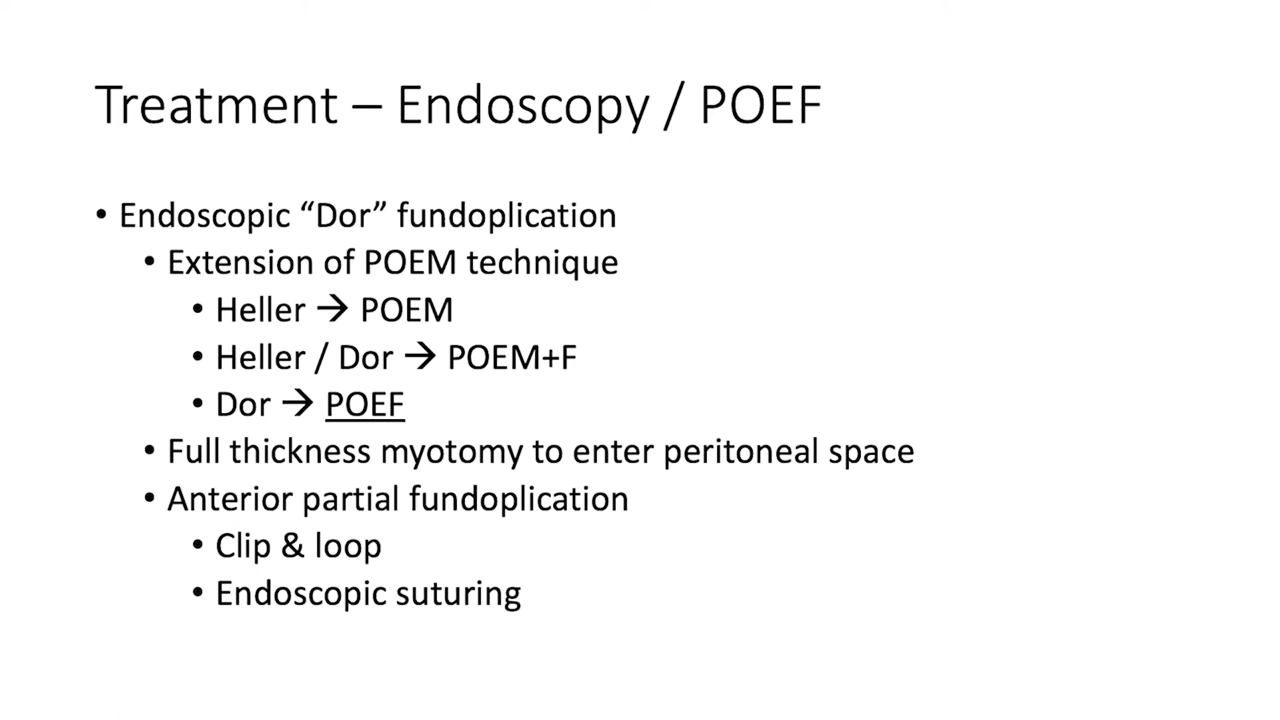 Treatment – Endoscopy / POEF
• Endoscopic “Dor” fundoplication
• Extension of POEM technique
• Heller → POEM
• Heller / Dor → POEM+F
• Dor → POEF
• Full thickness myotomy to enter peritoneal space
• Anterior partial fundoplication
• Clip & loop
• Endoscopic suturing